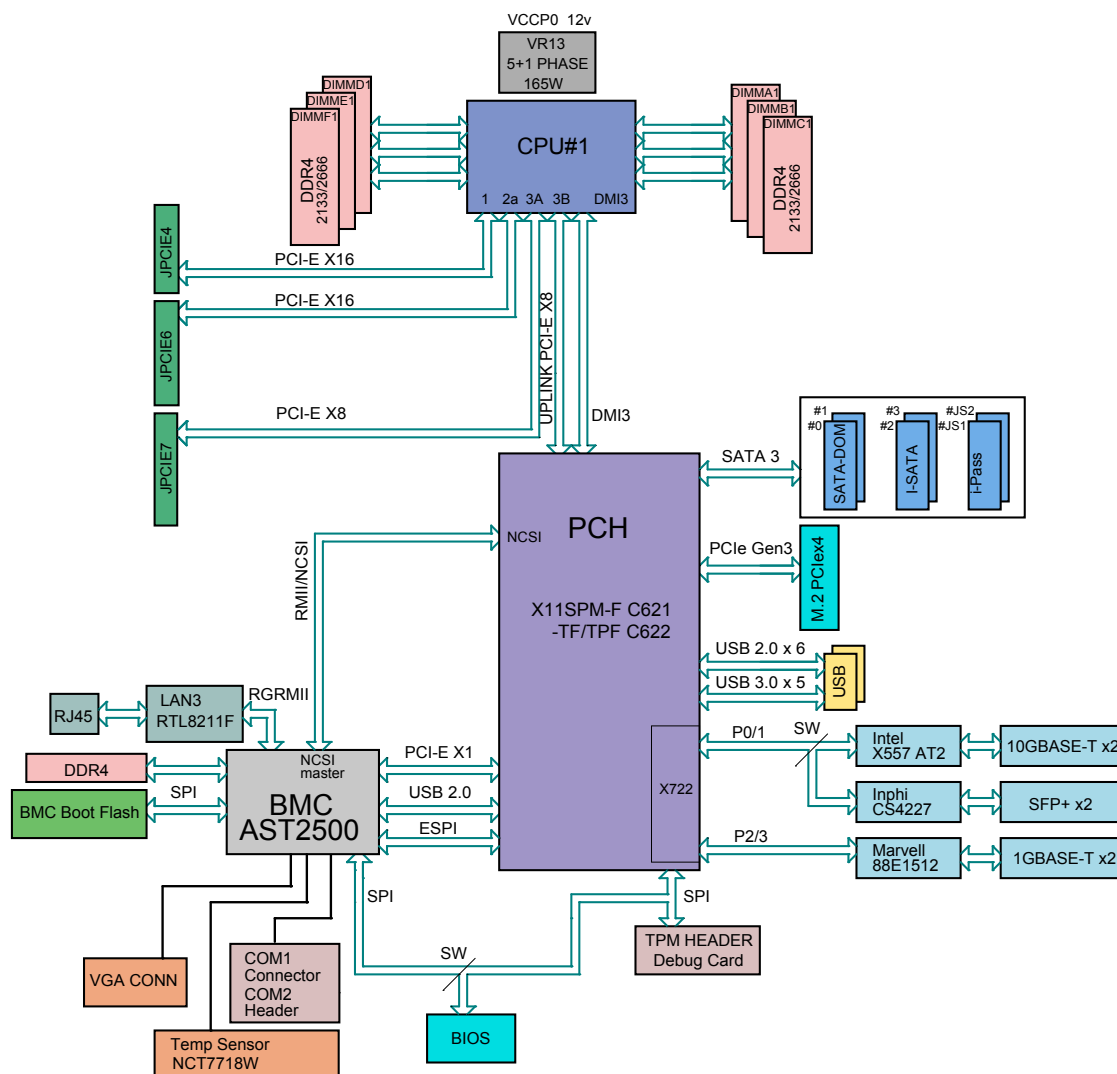 VCCP0 12v
VR13
5+1 PHASE
165W
DIMMD1
DIMME1
DIMMF1
DDR4
2133/2666
CPU#1
1 2a 3A 3B DMI3
DIMMA1
DIMMB1
DIMMC1
DDR4
2133/2666
JPCIE4
PCI-E X16
JPCIE6
PCI-E X16
JPCIE7
PCI-E X8
UPLINK PCI-E X8
DMI3
SATA 3
#1
#0
SATA-DOM
#3
#2
I-SATA
#JS2
#JS1
i-Pass
NCSI
PCH
X11SPM-F C621
-TF/TPF C622
RMII/NCSI
PCIe Gen3
M.2 PCIex4
USB 2.0 x 6
USB 3.0 x 5
USB
RJ45
LAN3
RTL8211F
RGRMII
DDR4
SPI
BMC Boot Flash
NCSI
master
BMC
AST2500
PCI-E X1
USB 2.0
ESPI
X722
P0/1
SW
Intel
X557 AT2
10GBASE-T x2
Inphi
CS4227
SFP+ x2
P2/3
Marvell
88E1512
1GBASE-T x2
SPI
SPI
VGA CONN
COM1
Connector
COM2
Header
Temp Sensor
NCT7718W
SW
BIOS
TPM HEADER
Debug Card